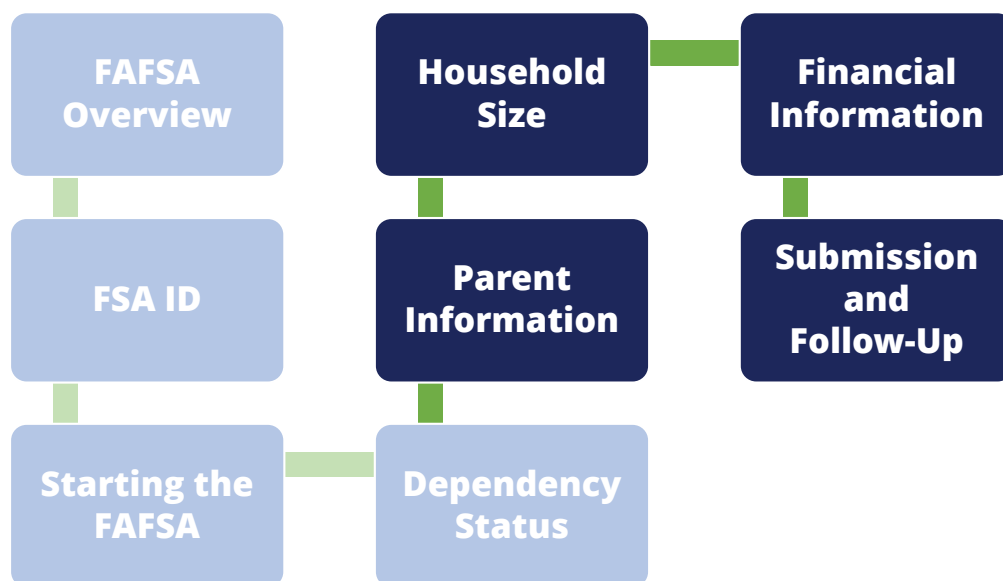 FAFSA
Overview
FSA ID
Starting the
FAFSA
Dependency
Status
Parent
Information
Household
Size
Financial
Information
Submission
and
Follow-Up